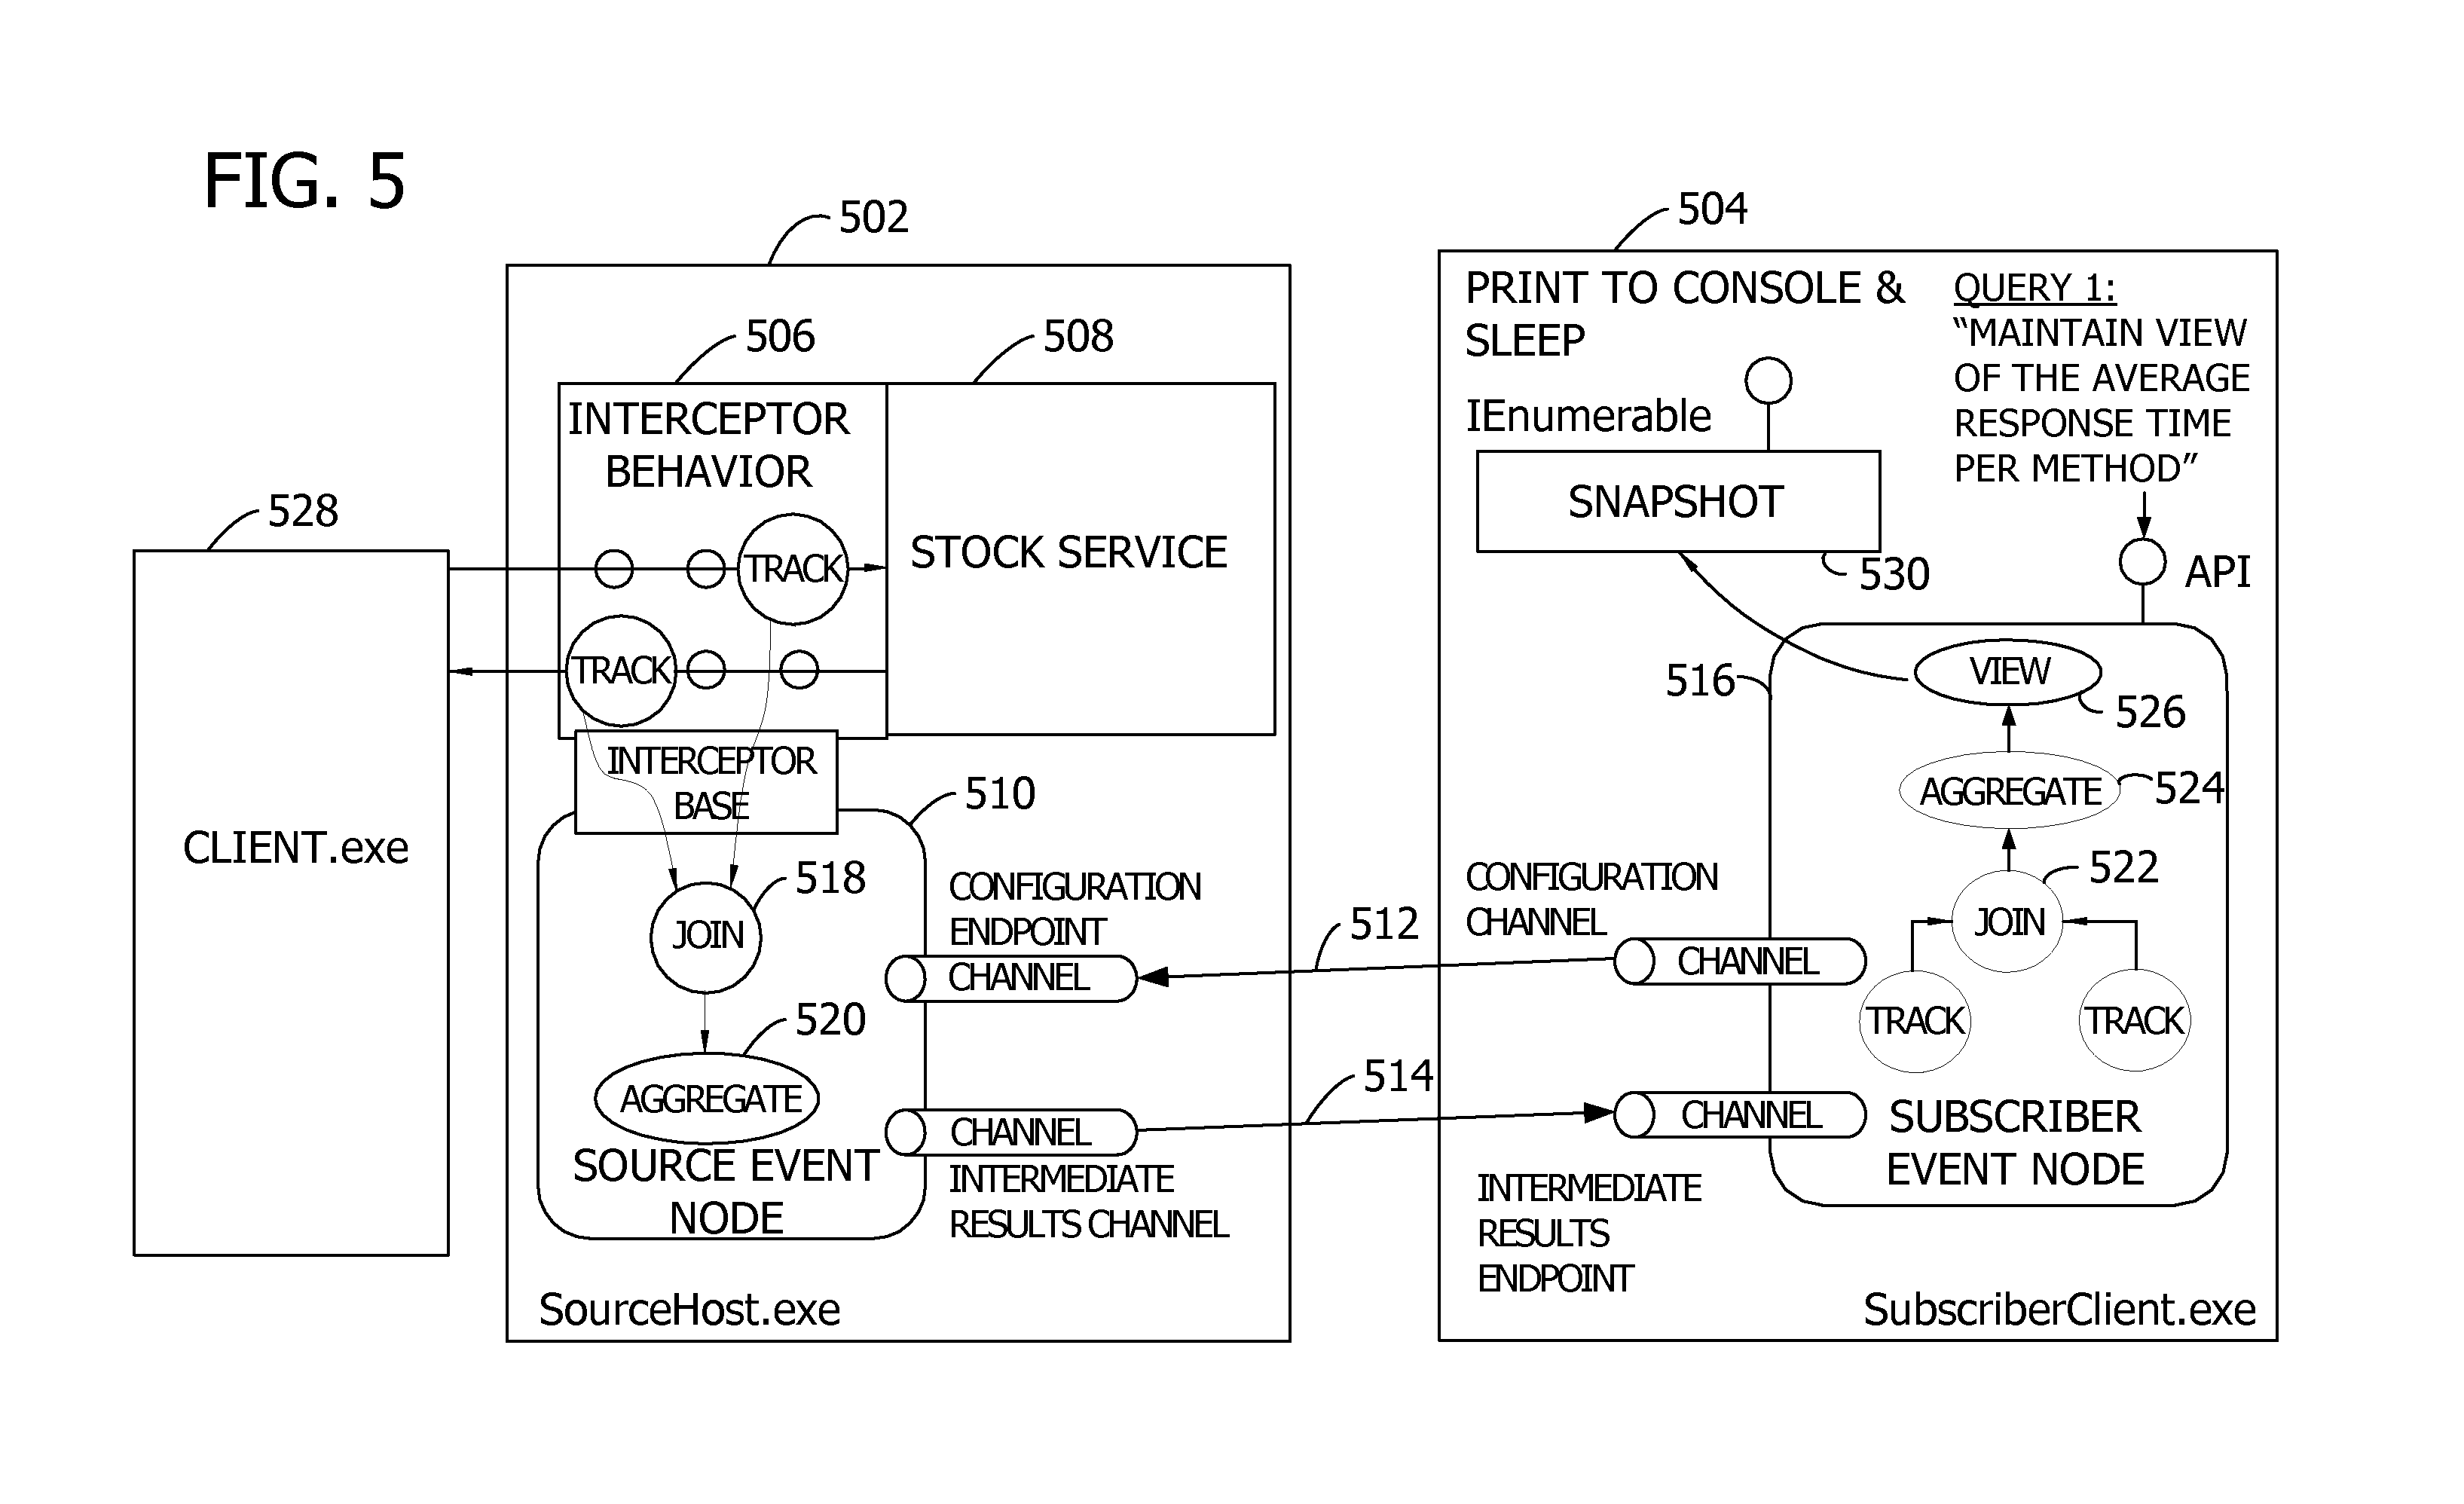 FIG. 5
502
504
PRINT TO CONSOLE &
SLEEP
QUERY 1:
“MAINTAIN VIEW
OF THE AVERAGE
RESPONSE TIME
PER METHOD”
506
508
INTERCEPTOR
BEHAVIOR
IEnumerable
SNAPSHOT
528
STOCK SERVICE
TRACK
530
API
TRACK
516
VIEW
526
INTERCEPTOR
BASE
510
AGGREGATE
524
CLIENT.exe
518
JOIN
CONFIGURATION
ENDPOINT
CHANNEL
512
CONFIGURATION
CHANNEL
CHANNEL
522
JOIN
TRACK
TRACK
520
AGGREGATE
SOURCE EVENT
NODE
CHANNEL
INTERMEDIATE
RESULTS CHANNEL
514
CHANNEL
SUBSCRIBER
EVENT NODE
INTERMEDIATE
RESULTS
ENDPOINT
SourceHost.exe
SubscriberClient.exe